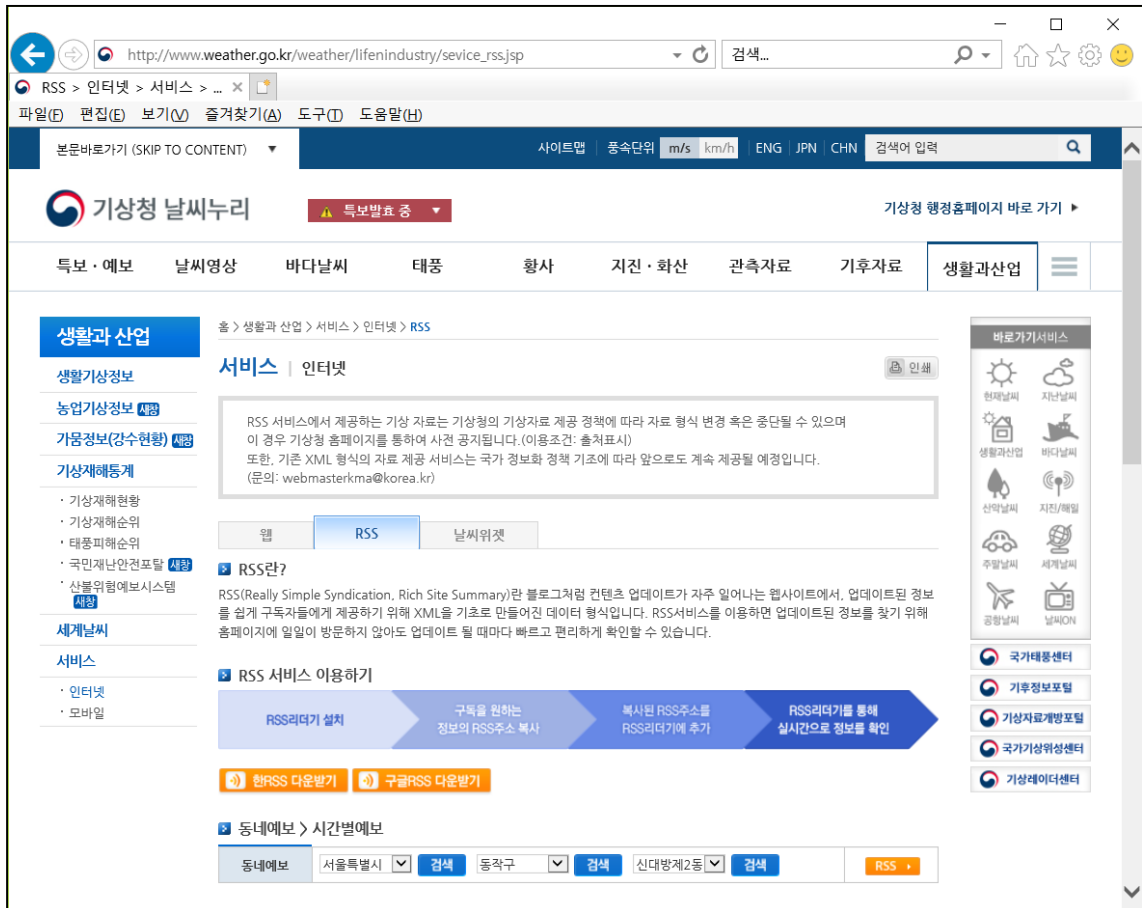 http://www.weather.go.kr/weather/lifenindustry/sevice_rss.jsp
검색...
RSS > 인터넷 > 서비스 > ...
파일(F) 편집(E) 보기(V) 즐겨찾기(A) 도구(T) 도움말(H)
본문바로가기 (SKIP TO CONTENT) ▼
사이트맵 풍속단위 m/s km/h ENG JPN CHN 검색어 입력
기상청 날씨누리
특보발효 중 ▼
기상청 행정홈페이지 바로 가기 ▶
특보 · 예보 날씨영상 바다날씨 태풍 황사 지진 · 화산 관측자료 기후자료 생활과산업
생활과 산업
생활기상정보
농업기상정보 새창
가뭄정보(강수현황) 새창
기상재해통계
· 기상재해현황
· 기상재해순위
· 태풍피해순위
· 국민재난안전포탈 새창
· 산불위험예보시스템
새창
세계날씨
서비스
· 인터넷
· 모바일
홈 > 생활과 산업 > 서비스 > 인터넷 > RSS
서비스 | 인터넷
인쇄
RSS 서비스에서 제공하는 기상 자료는 기상청의 기상자료 제공 정책에 따라 자료 형식 변경 혹은 중단될 수 있으며
이 경우 기상청 홈페이지를 통하여 사전 공지됩니다.(이용조건: 출처표시)
또한, 기존 XML 형식의 자료 제공 서비스는 국가 정보화 정책 기조에 따라 앞으로도 계속 제공될 예정입니다.
(문의: webmasterkma@korea.kr)
웹 RSS 날씨위젯
RSS란?
RSS(Really Simple Syndication, Rich Site Summary)란 블로그처럼 컨텐츠 업데이트가 자주 일어나는 웹사이트에서, 업데이트된 정보
를 쉽게 구독자들에게 제공하기 위해 XML을 기초로 만들어진 데이터 형식입니다. RSS서비스를 이용하면 업데이트된 정보를 찾기 위해
홈페이지에 일일이 방문하지 않아도 업데이트 될 때마다 빠르고 편리하게 확인할 수 있습니다.
RSS 서비스 이용하기
RSS리더기 설치
구독을 원하는
정보의 RSS주소 복사
복사된 RSS주소를
RSS리더기에 추가
RSS리더기를 통해
실시간으로 정보를 확인
한RSS 다운받기 구글RSS 다운받기
동네예보 > 시간별예보
동네예보 서울특별시 검색 동작구 검색 신대방제2동 검색 RSS
바로가기서비스
현재날씨 지난날씨
생활과산업 바다날씨
산악날씨 지진/해일
주말날씨 세계날씨
공항날씨 날씨ON
국가태풍센터
기후정보포털
기상자료개방포털
국가기상위성센터
기상레이더센터